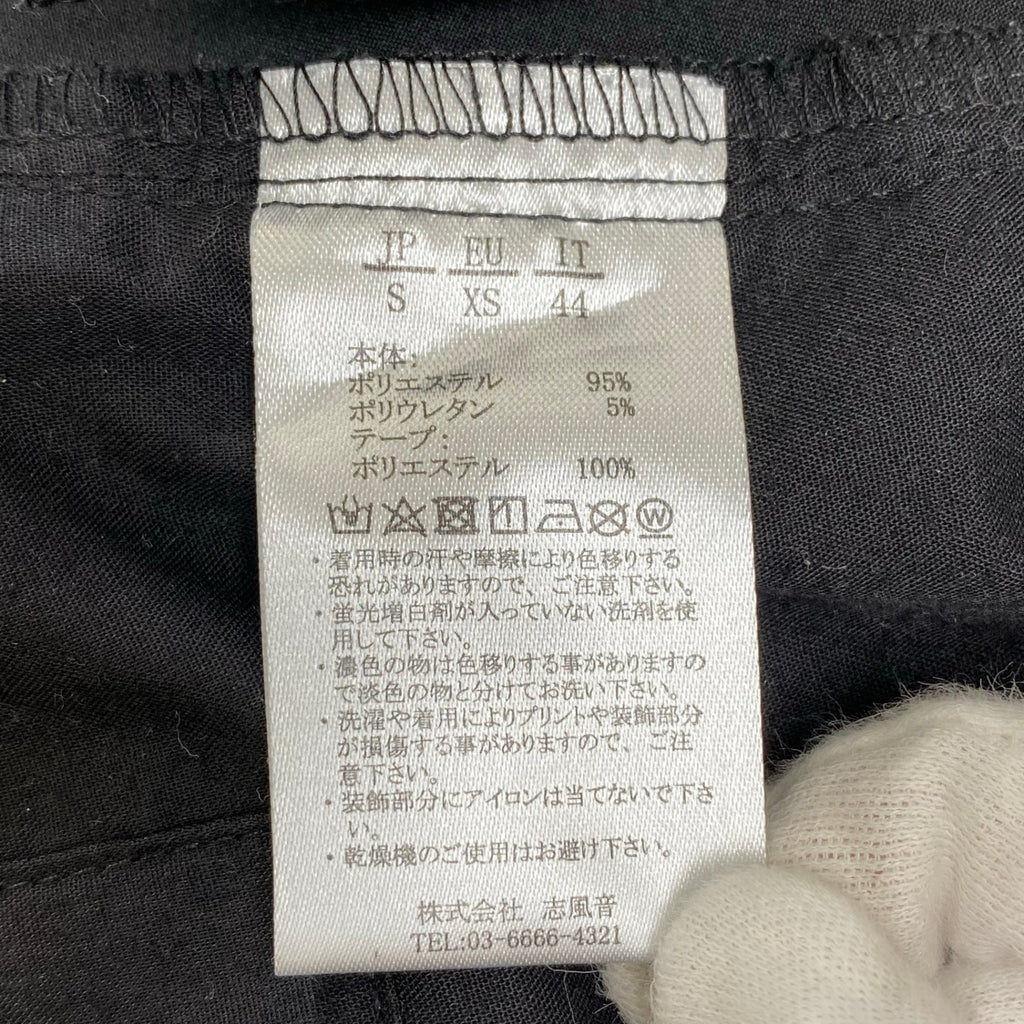 JP EU IT
S XS 44
本体:
ポリエステル 95%
ポリウレタン 5%
テープ:
ポリエステル 100%
W
・着用時の汗や摩擦により色移りする
恐れがありますので、ご注意下さい。
・蛍光増白剤が入っていない洗剤を使
用して下さい。
・濃色の物は色移りする事がありますの
で淡色の物と分けてお洗い下さい。
・洗濯や着用によりプリントや装飾部分
が損傷する事がありますので、ご注
意下さい。
・装飾部分にアイロンは当てないで下さ
い。
・乾燥機のご使用はお避け下さい。
株式会社 志風音
TEL:03-6666-4321